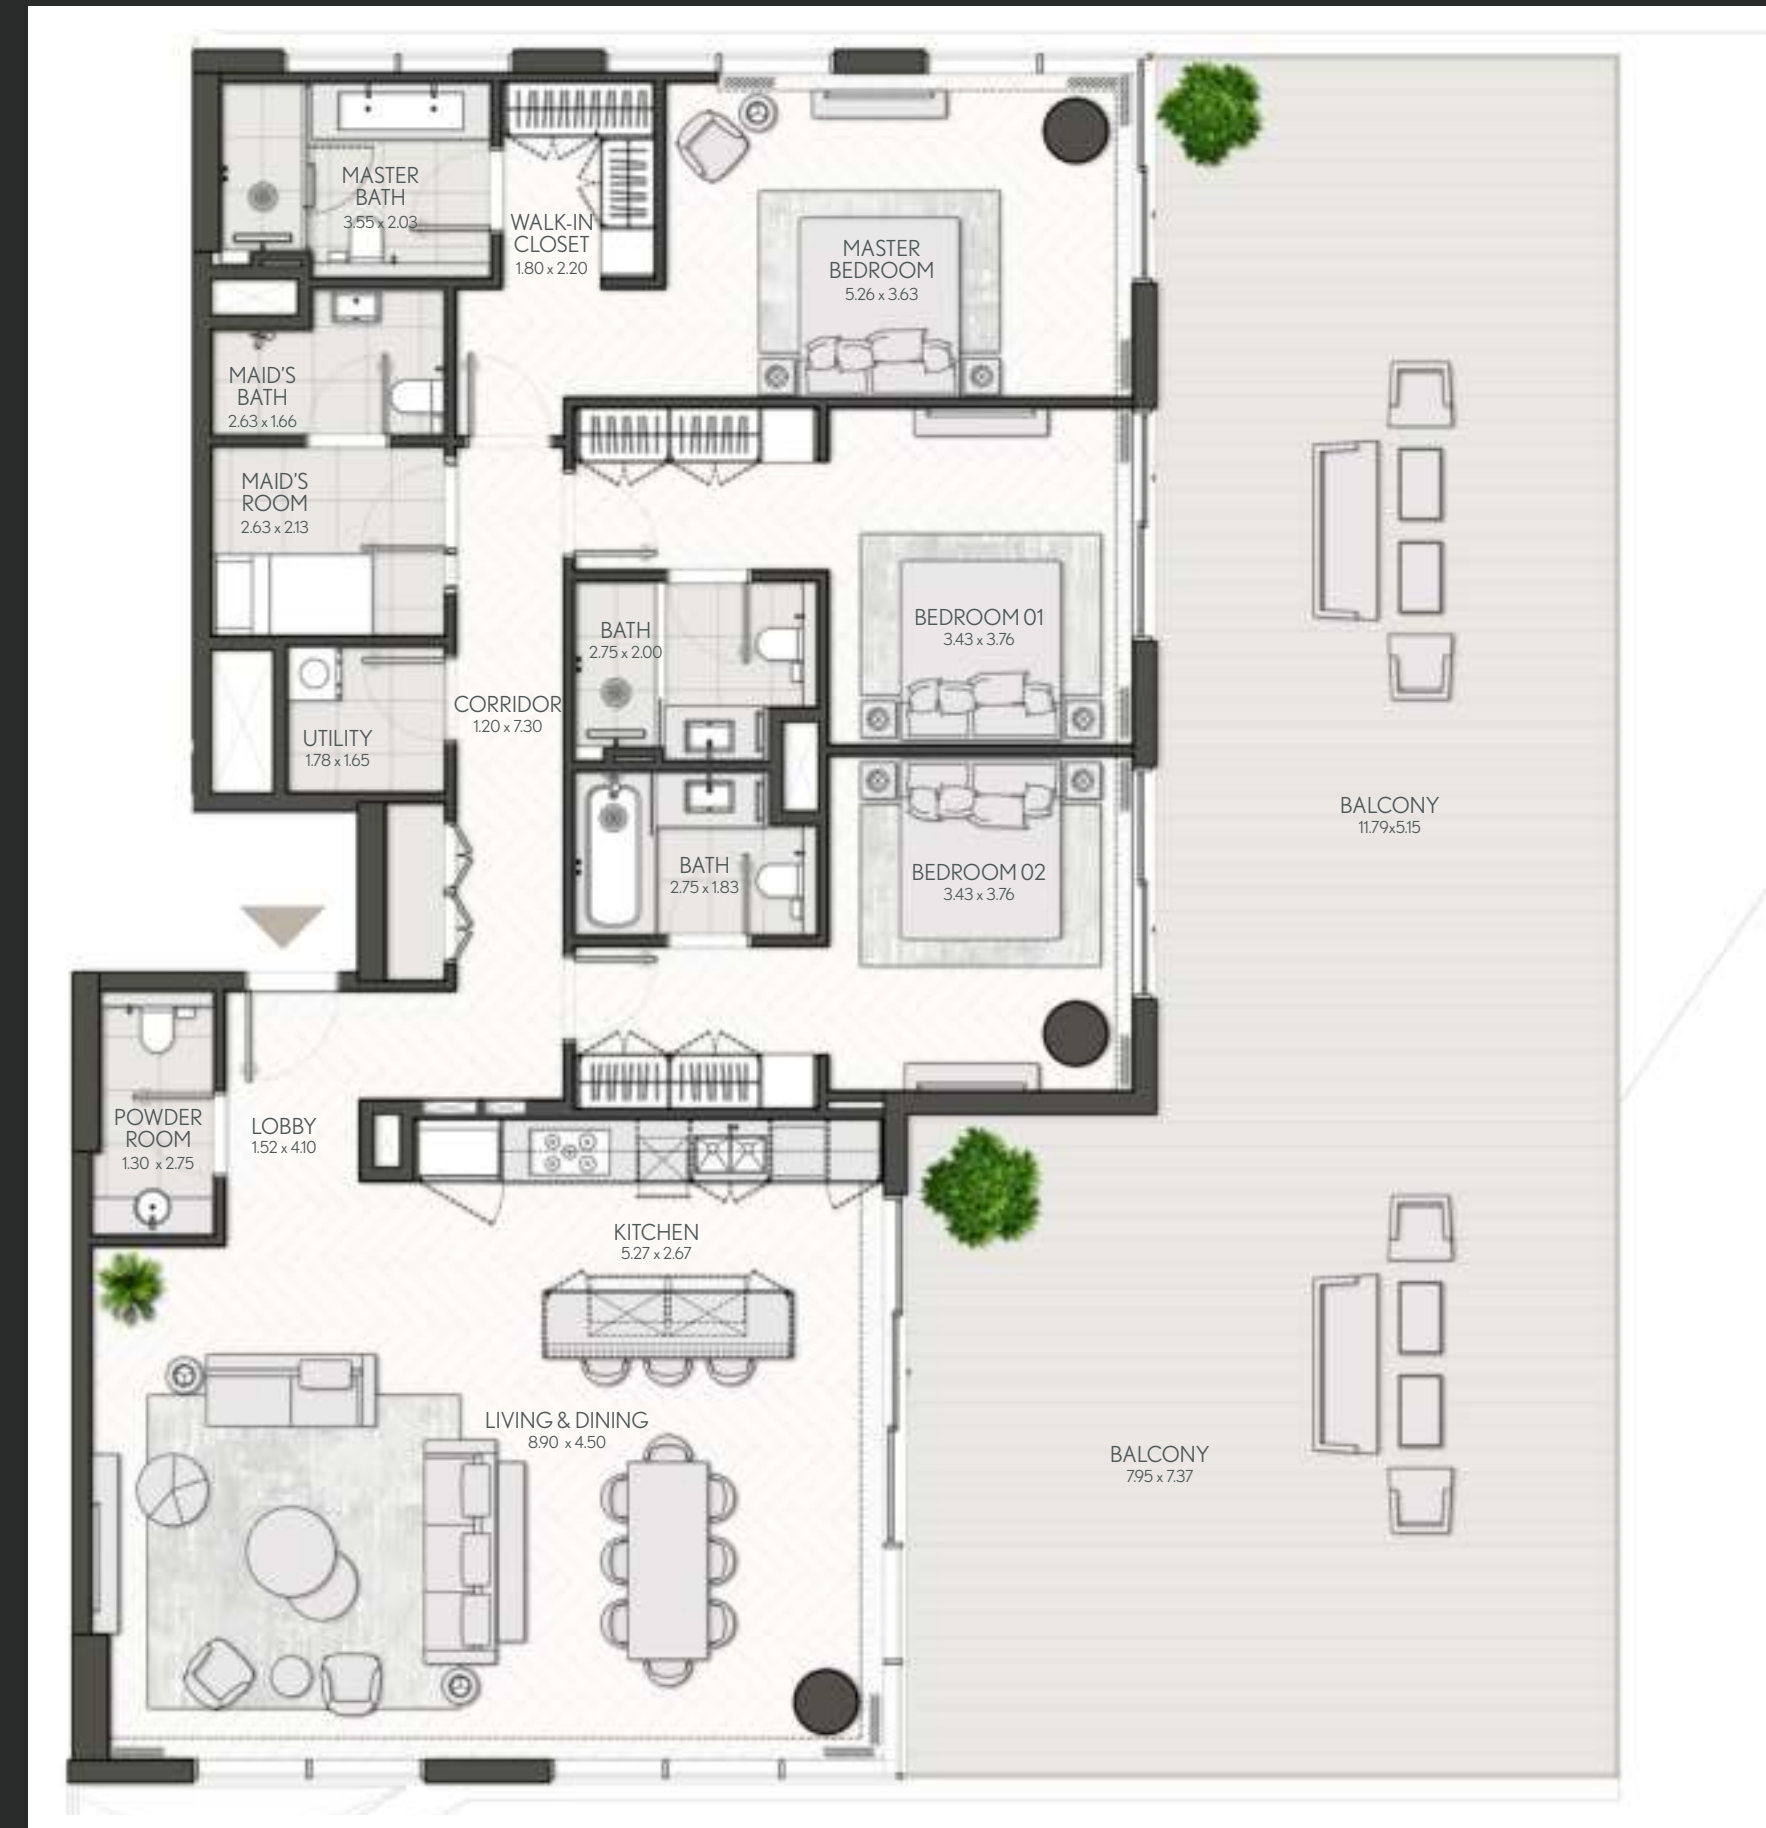 MASTER
BATH
3.55 x 2.03
WALK-IN
CLOSET
1.80 x 2.20
MASTER
BEDROOM
5.26 x 3.63
MAID'S
BATH
2.63 x 1.66
MAID'S
ROOM
2.63 x 2.13
BATH
2.75 x 2.00
BEDROOM 01
3.43 x 3.76
CORRIDOR
1.20 x 7.30
UTILITY
1.78 x 1.65
BALCONY
11.79x5.15
BATH
2.75 x 1.83
BEDROOM 02
3.43 x 3.76
POWDER
ROOM
1.30 x 2.75
LOBBY
1.52 x 4.10
KITCHEN
5.27 x 2.67
LIVING & DINING
8.90 x 4.50
BALCONY
7.95 x 7.37